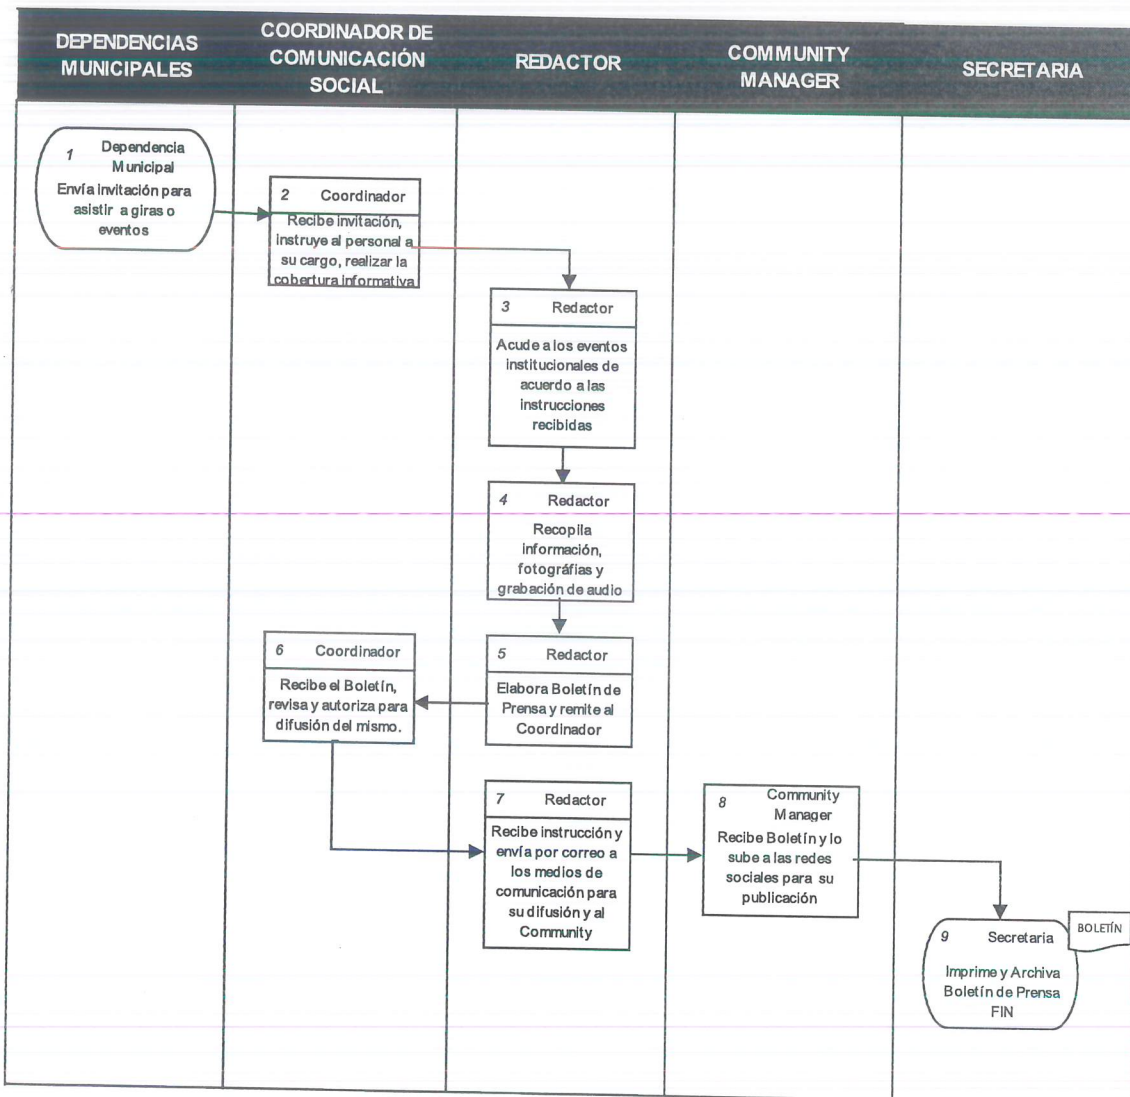 DEPENDENCIAS
MUNICIPALES
COORDINADOR DE
COMUNICACIÓN
SOCIAL
REDACTOR
COMMUNITY
MANAGER
SECRETARIA
1 Dependencia
Municipal
Envía invitación para
asistir a giras o
eventos
2 Coordinador
Recibe invitación,
instruye al personal a
su cargo, realizar la
cobertura informativa
3 Redactor
Acude a los eventos
institucionales de
acuerdo a las
instrucciones
recibidas
4 Redactor
Recopila
información,
fotográfias y
grabación de audio
5 Redactor
Elabora Boletín de
Prensa y remite al
Coordinador
6 Coordinador
Recibe el Boletín,
revisa y autoriza para
difusión del mismo.
7 Redactor
Recibe instrucción y
envía por correo a
los medios de
comunicación para
su difusión y al
Community
8 Community
Manager
Recibe Boletín y lo
sube a las redes
sociales para su
publicación
9 Secretaria
Imprime y Archiva
Boletín de Prensa
FIN
BOLETÍN